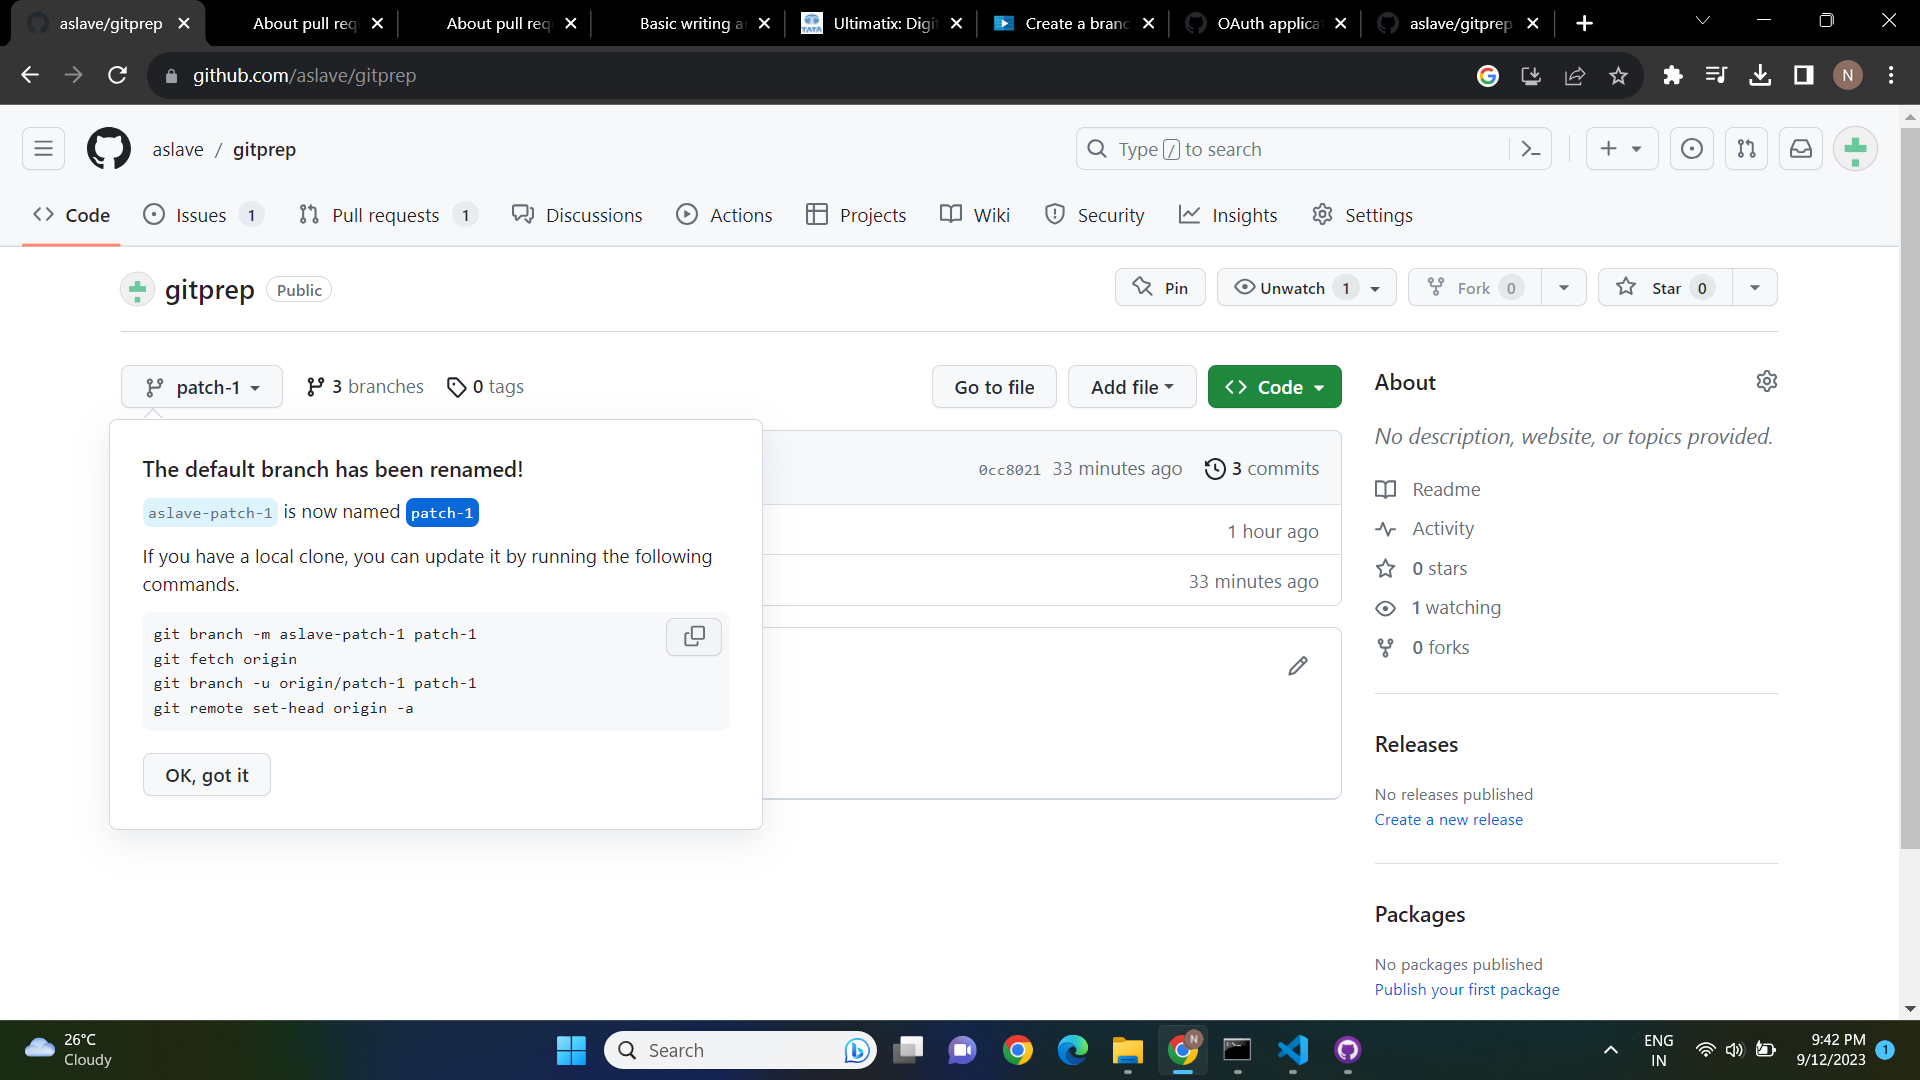 aslave/gitprep
About pull req
About pull req
Basic writing a
TATA
Ultimatix: Digit
Create a branc
OAuth applicat
aslave/gitprep
github.com/aslave/gitprep
N
aslave / gitprep
Type / to search
Code
Issues 1
Pull requests 1
Discussions
Actions
Projects
Wiki
Security
Insights
Settings
gitprep Public
Pin
Unwatch 1
Fork 0
Star 0
patch-1
3 branches
0 tags
Go to file
Add file
Code
The default branch has been renamed!
aslave-patch-1 is now named patch-1
If you have a local clone, you can update it by running the following
commands.
git branch -m aslave-patch-1 patch-1
git fetch origin
git branch -u origin/patch-1 patch-1
git remote set-head origin -a
OK, got it
0cc8021 33 minutes ago 3 commits
1 hour ago
33 minutes ago
About
No description, website, or topics provided.
Readme
Activity
0 stars
1 watching
0 forks
Releases
No releases published
Create a new release
Packages
No packages published
Publish your first package
26°C
Cloudy
Search
N
ENG
IN
9:42 PM
9/12/2023
1